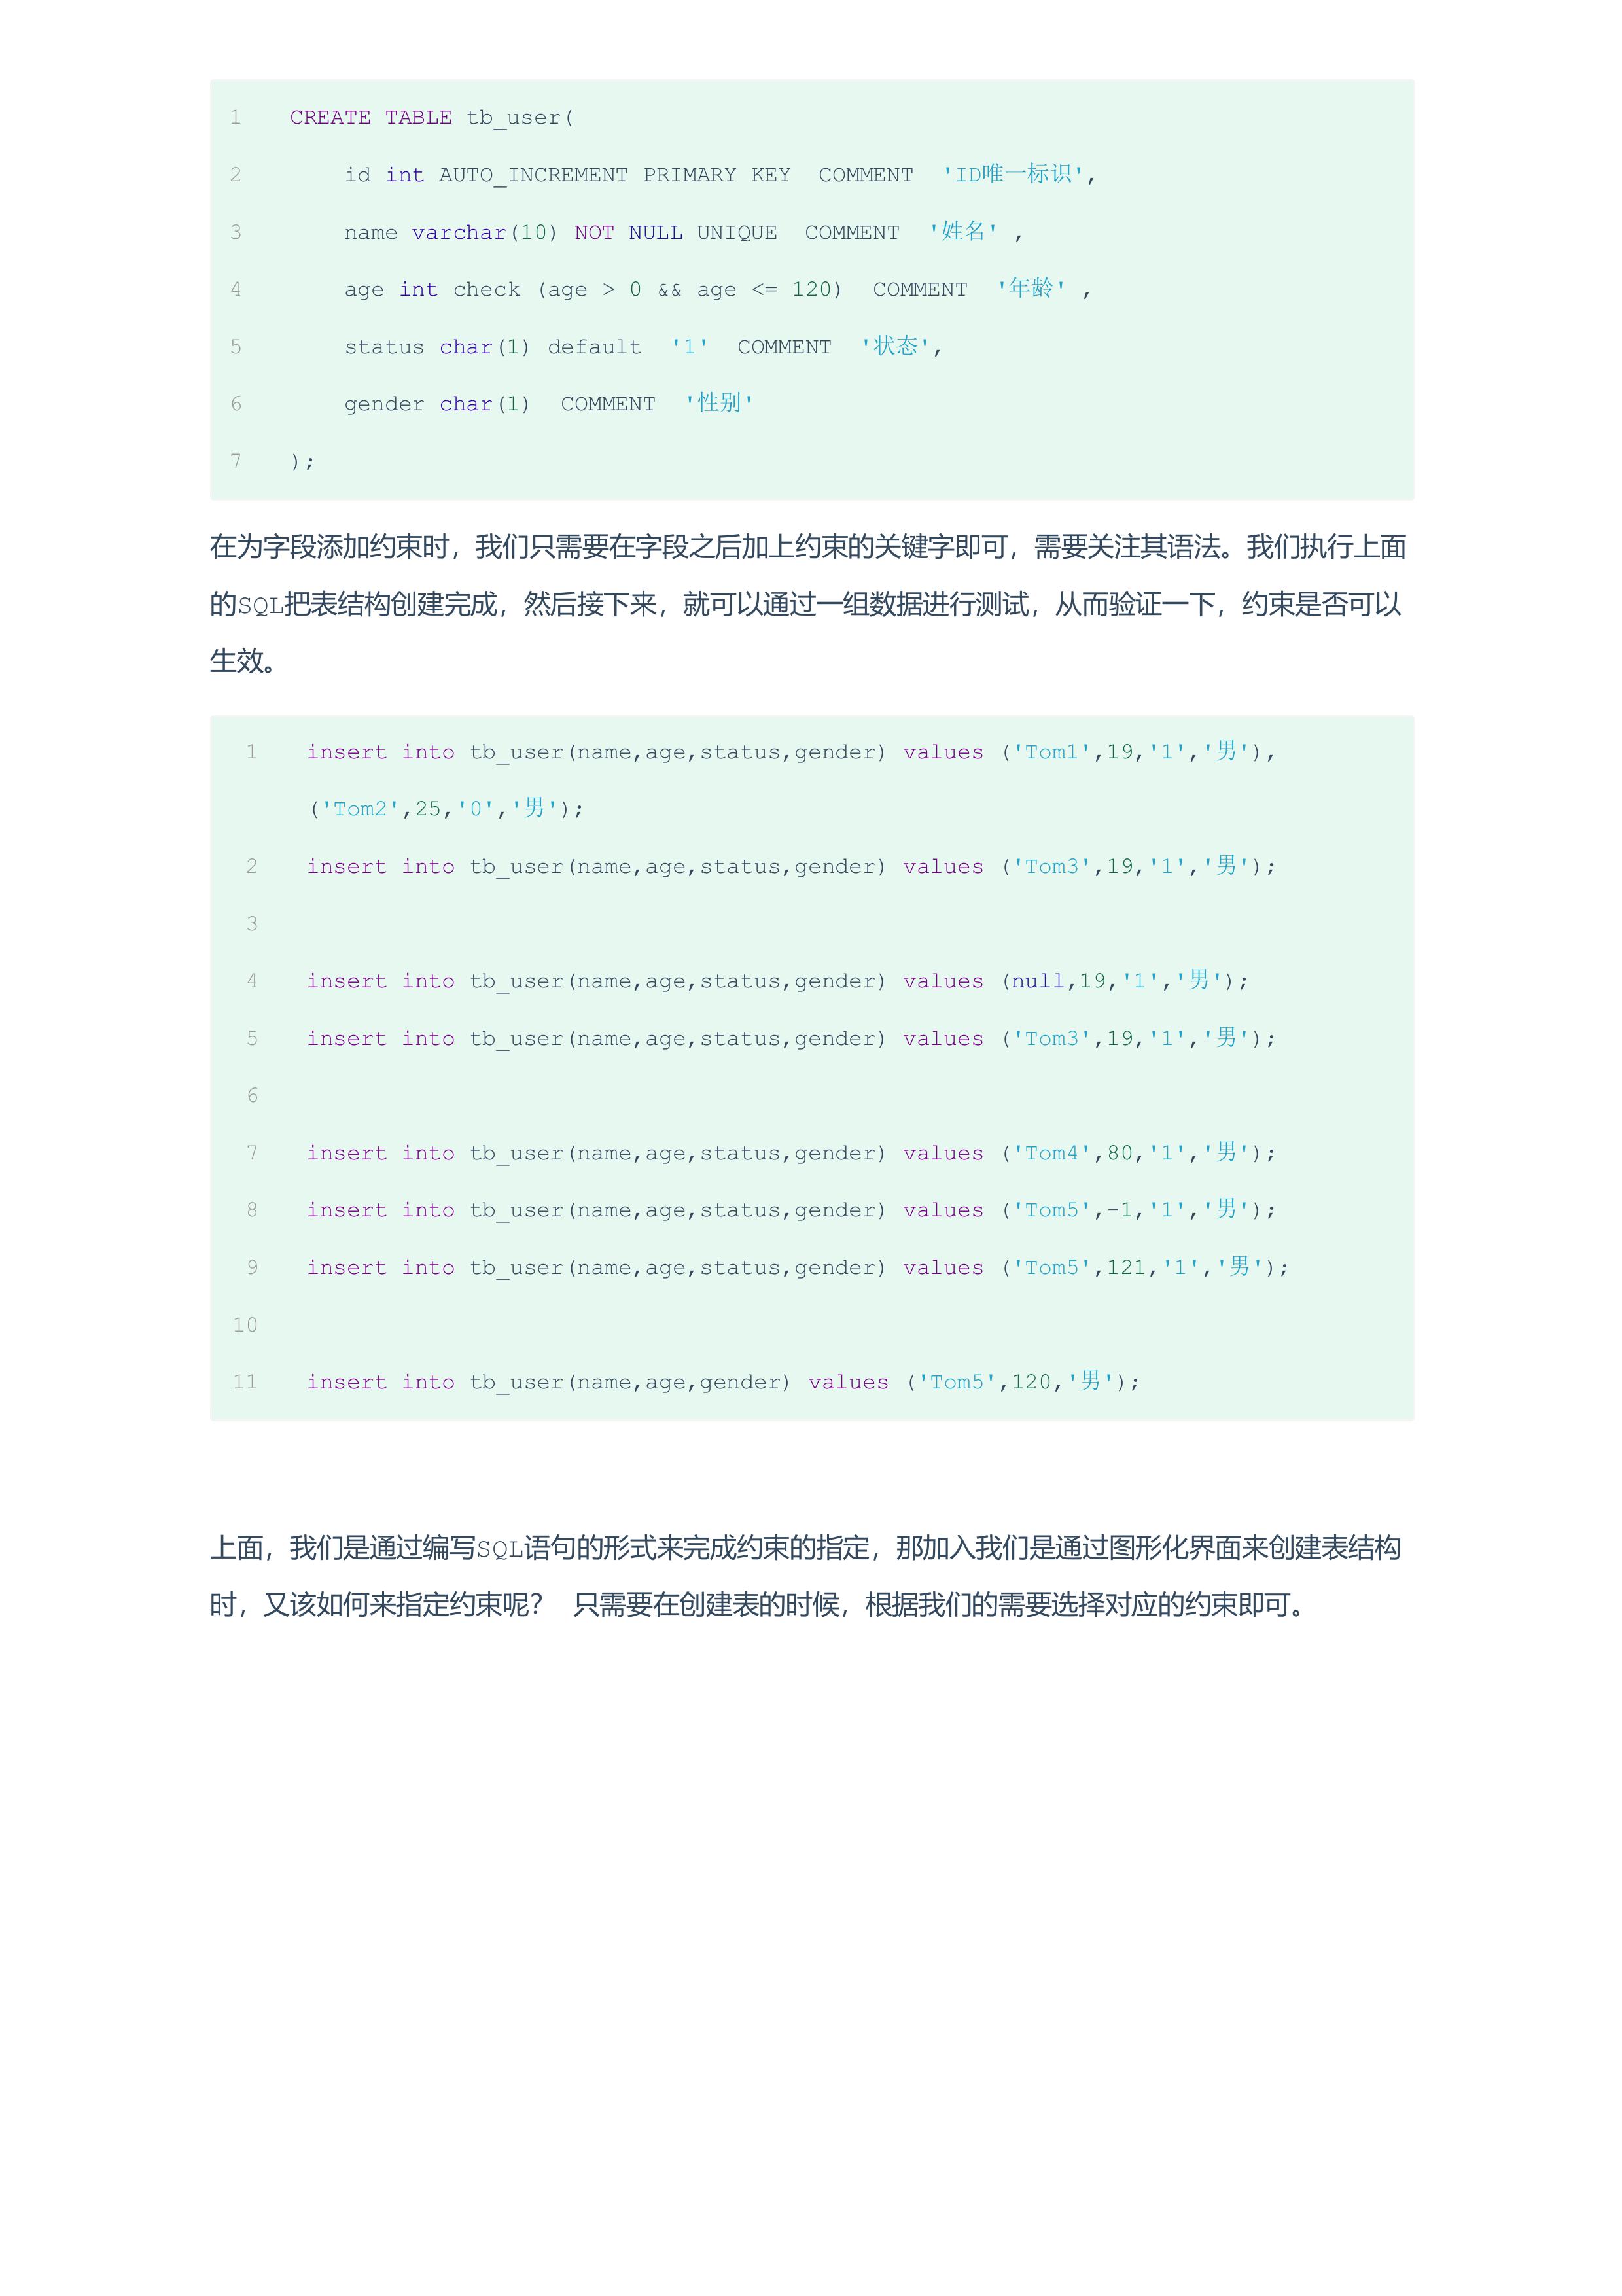 1 CREATE TABLE tb_user(
2 id int AUTO_INCREMENT PRIMARY KEY COMMENT 'ID唯一标识',
3 name varchar(10) NOT NULL UNIQUE COMMENT '姓名' ,
4 age int check (age > 0 && age <= 120) COMMENT '年龄' ,
5 status char(1) default '1' COMMENT '状态',
6 gender char(1) COMMENT '性别'
7 );
在为字段添加约束时，我们只需要在字段之后加上约束的关键字即可，需要关注其语法。我们执行上面
的SQL把表结构创建完成，然后接下来，就可以通过一组数据进行测试，从而验证一下，约束是否可以
生效。
1 insert into tb_user(name,age,status,gender) values ('Tom1',19,'1','男'),
('Tom2',25,'0','男');
2 insert into tb_user(name,age,status,gender) values ('Tom3',19,'1','男');
3
4 insert into tb_user(name,age,status,gender) values (null,19,'1','男');
5 insert into tb_user(name,age,status,gender) values ('Tom3',19,'1','男');
6
7 insert into tb_user(name,age,status,gender) values ('Tom4',80,'1','男');
8 insert into tb_user(name,age,status,gender) values ('Tom5',-1,'1','男');
9 insert into tb_user(name,age,status,gender) values ('Tom5',121,'1','男');
10
11 insert into tb_user(name,age,gender) values ('Tom5',120,'男');
上面，我们是通过编写SQL语句的形式来完成约束的指定，那加入我们是通过图形化界面来创建表结构
时，又该如何来指定约束呢？ 只需要在创建表的时候，根据我们的需要选择对应的约束即可。